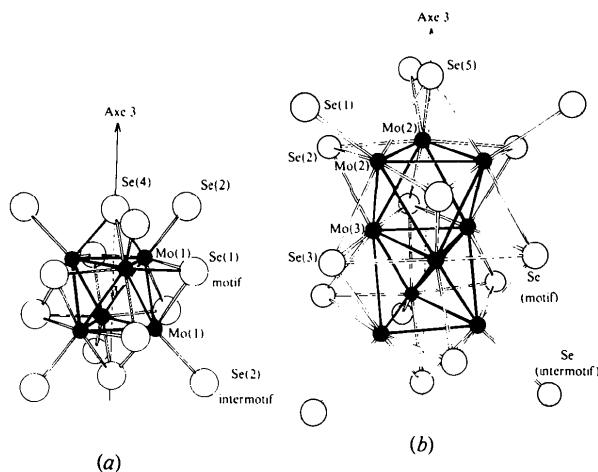 Axe 3
Se(4)
Se(2)
Mo(1)
Se(1)
motif
Mo(1)
Se(2)
intermotif
(a)
Axe 3
Se(5)
Se(1)
Mo(2)
Se(2)
Mo(2)
Mo(3)
Se(3)
Se
(motif)
Se
(intermotif)
(b)